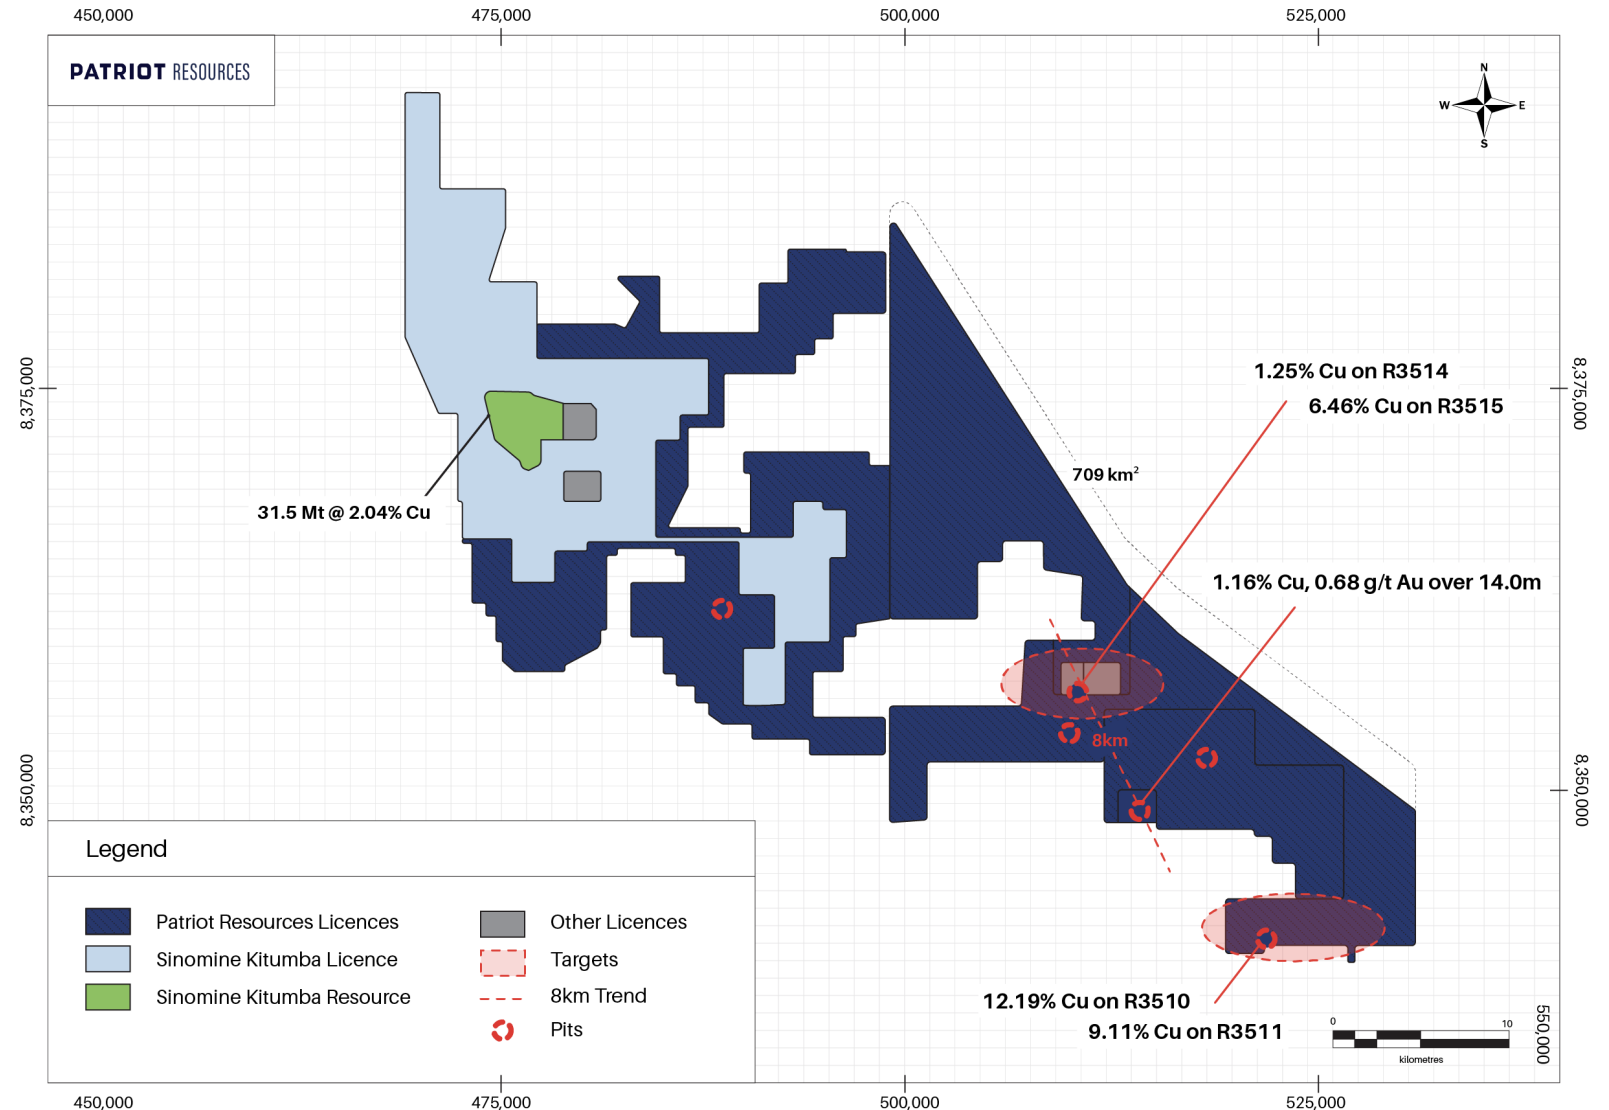 450,000
475,000
500,000
525,000
PATRIOT RESOURCES
N
W E
S
8,375,000
8,375,000
1.25% Cu on R3514
6.46% Cu on R3515
709 km²
31.5 Mt @ 2.04% Cu
1.16% Cu, 0.68 g/t Au over 14.0m
8km
8,350,000
8,350,000
Legend
Patriot Resources Licences
Sinomine Kitumba Licence
Sinomine Kitumba Resource
Other Licences
Targets
8km Trend
Pits
12.19% Cu on R3510
9.11% Cu on R3511
0 10
kilometres
550,000
450,000
475,000
500,000
525,000